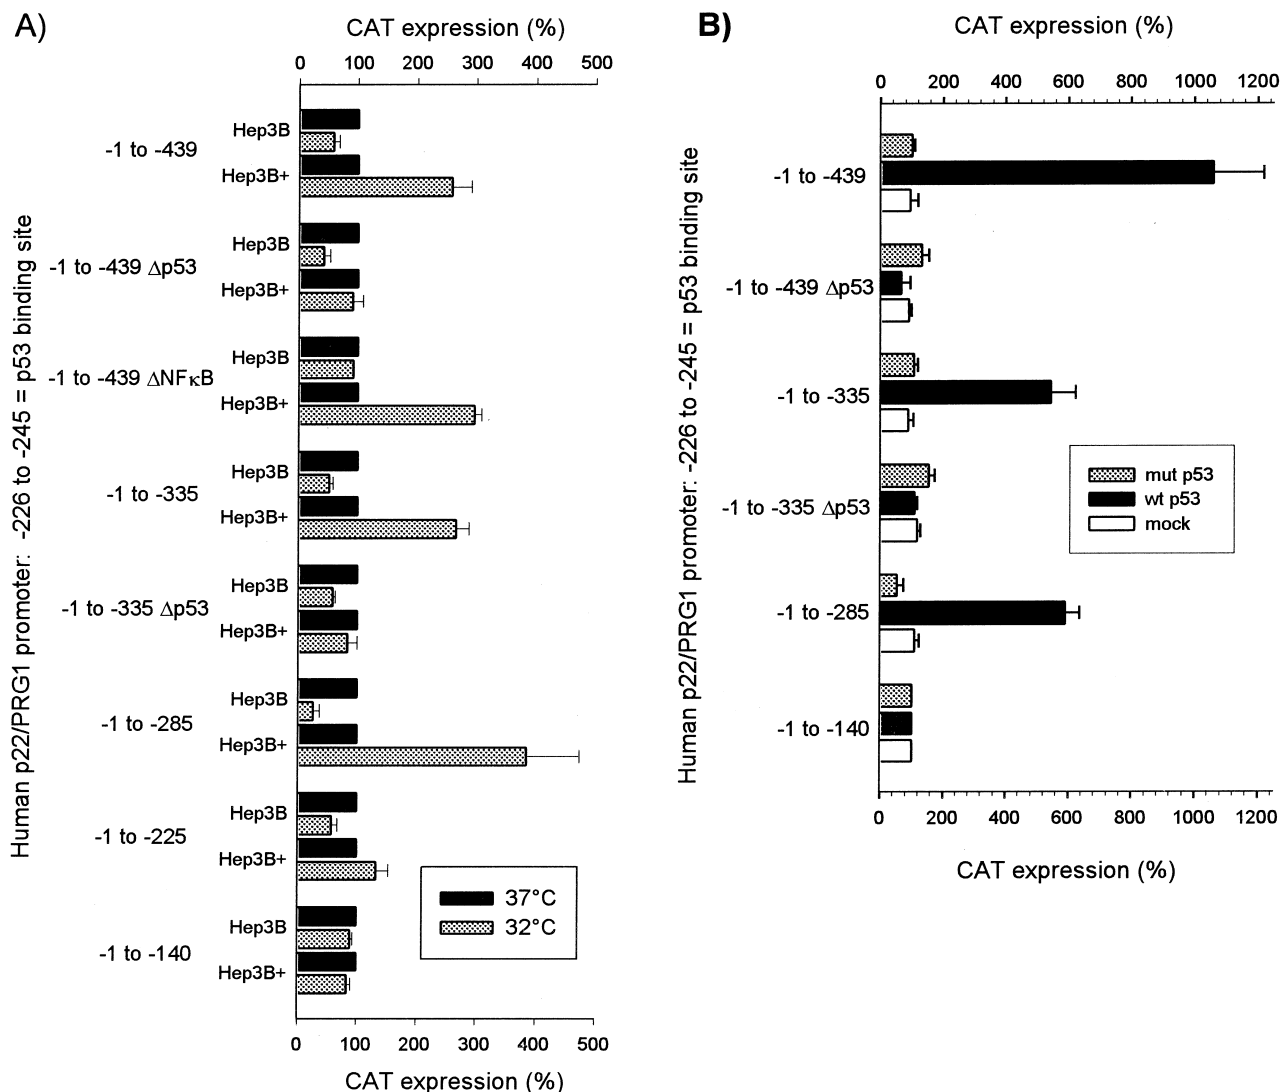 A)
CAT expression (%)
0 100 200 300 400 500
Human p22/PRG1 promoter: -226 to -245 = p53 binding site
-1 to -439
Hep3B
Hep3B+
-1 to -439 Δp53
Hep3B
Hep3B+
-1 to -439 ΔNFκB
Hep3B
Hep3B+
-1 to -335
Hep3B
Hep3B+
-1 to -335 Δp53
Hep3B
Hep3B+
-1 to -285
Hep3B
Hep3B+
-1 to -225
Hep3B
Hep3B+
-1 to -140
Hep3B
Hep3B+
37°C
32°C
0 100 200 300 400 500
CAT expression (%)
B)
CAT expression (%)
0 200 400 600 800 1000 1200
Human p22/PRG1 promoter: -226 to -245 = p53 binding site
-1 to -439
-1 to -439 Δp53
-1 to -335
-1 to -335 Δp53
-1 to -285
-1 to -140
mut p53
wt p53
mock
0 200 400 600 800 1000 1200
CAT expression (%)